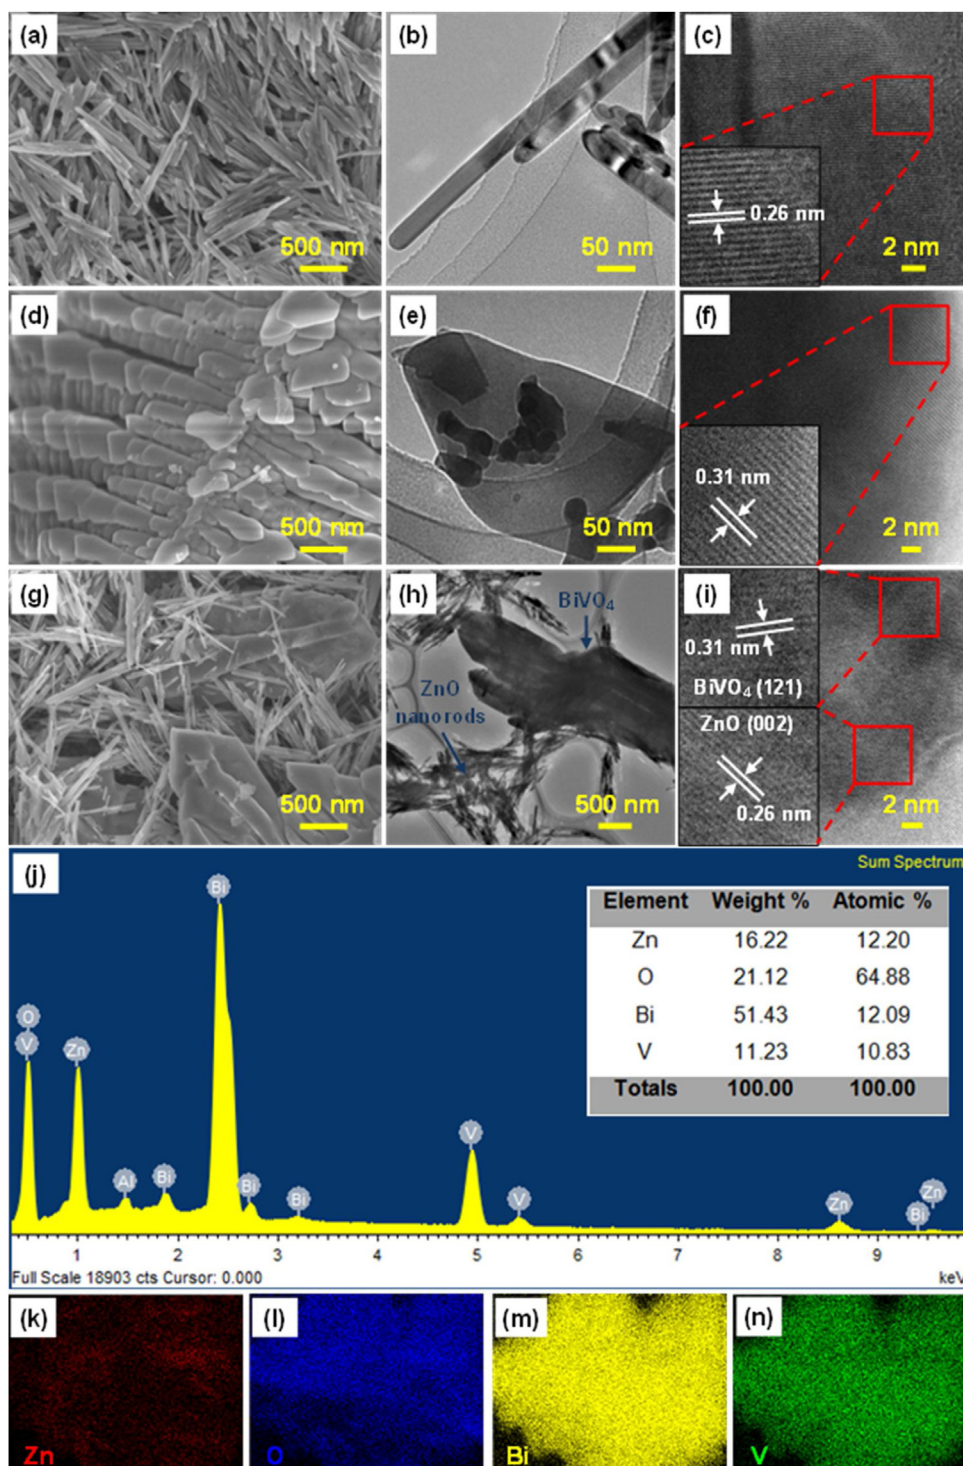 (a)
500 nm
(b)
50 nm
(c)
0.26 nm
2 nm
(d)
500 nm
(e)
50 nm
(f)
0.31 nm
2 nm
(g)
500 nm
(h)
BiVO₄
ZnO
nanorods
500 nm
(i)
0.31 nm
BiVO₄ (121)
ZnO (002)
0.26 nm
2 nm
(j)
Sum Spectrum
Element Weight % Atomic %
Zn 16.22 12.20
O 21.12 64.88
Bi 51.43 12.09
V 11.23 10.83
Totals 100.00 100.00
O
V
Zn
Al
Bi
Bi
Bi
Bi
V
V
Zn
Bi
Zn
1 2 3 4 5 6 7 8 9
Full Scale 18903 cts Cursor: 0.000 keV
(k)
Zn
(l)
O
(m)
Bi
(n)
V